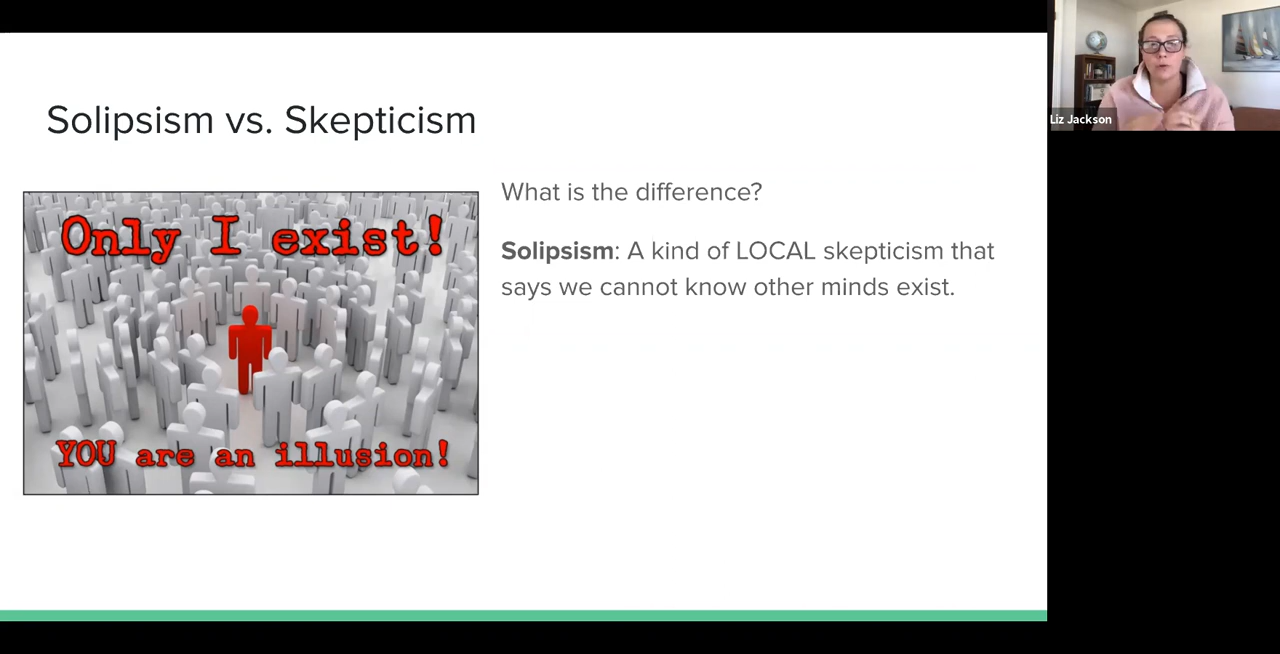 Solipsism vs. Skepticism
Only I exist!
YOU are an illusion!
What is the difference?
Solipsism: A kind of LOCAL skepticism that
says we cannot know other minds exist.
Liz Jackson